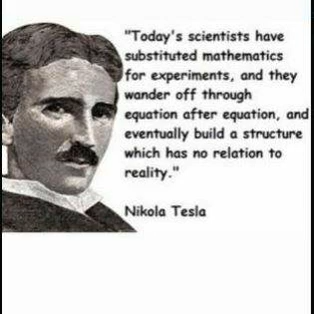 "Today's scientists have
substituted mathematics
for experiments, and they
wander off through
equation after equation, and
eventually build a structure
which has no relation to
reality."
Nikola Tesla